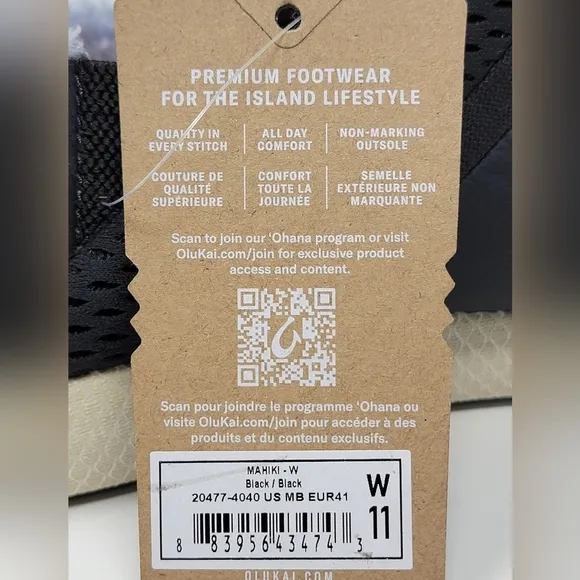 PREMIUM FOOTWEAR
FOR THE ISLAND LIFESTYLE
QUALITY IN
EVERY STITCH
ALL DAY
COMFORT
NON-MARKING
OUTSOLE
COUTURE DE
QUALITÉ
SUPÉRIEURE
CONFORT
TOUTE LA
JOURNÉE
SEMELLE
EXTÉRIEURE NON
MARQUANTE
Scan to join our ‘Ohana program or visit
OluKai.com/join for exclusive product
access and content.
Scan pour joindre le programme ‘Ohana ou
visite OluKai.com/join pour accéder à des
produits et du contenu exclusifs.
MAHIKI - W
Black / Black
20477-4040 US MB EUR41
W
11
8 83956 43474 3
OLUKAI.COM